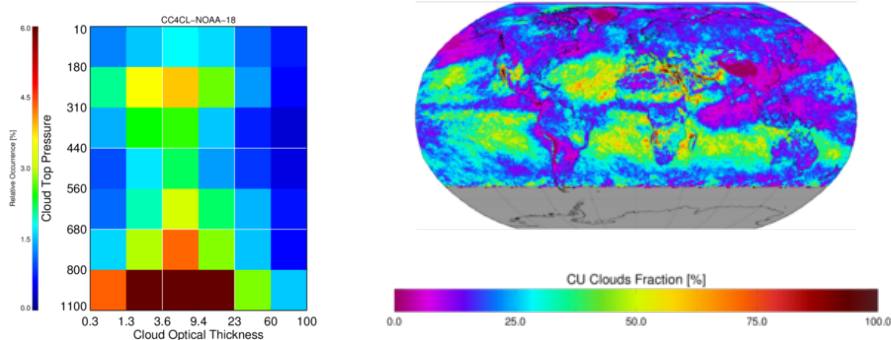 CC4CL-NOAA-18
6.0
4.5
3.0
1.5
0.0
Relative Occurrence [%]
Cloud Top Pressure
10
180
310
440
560
680
800
1100
0.3 1.3 3.6 9.4 23 60 100
Cloud Optical Thickness
CU Clouds Fraction [%]
0.0 25.0 50.0 75.0 100.0